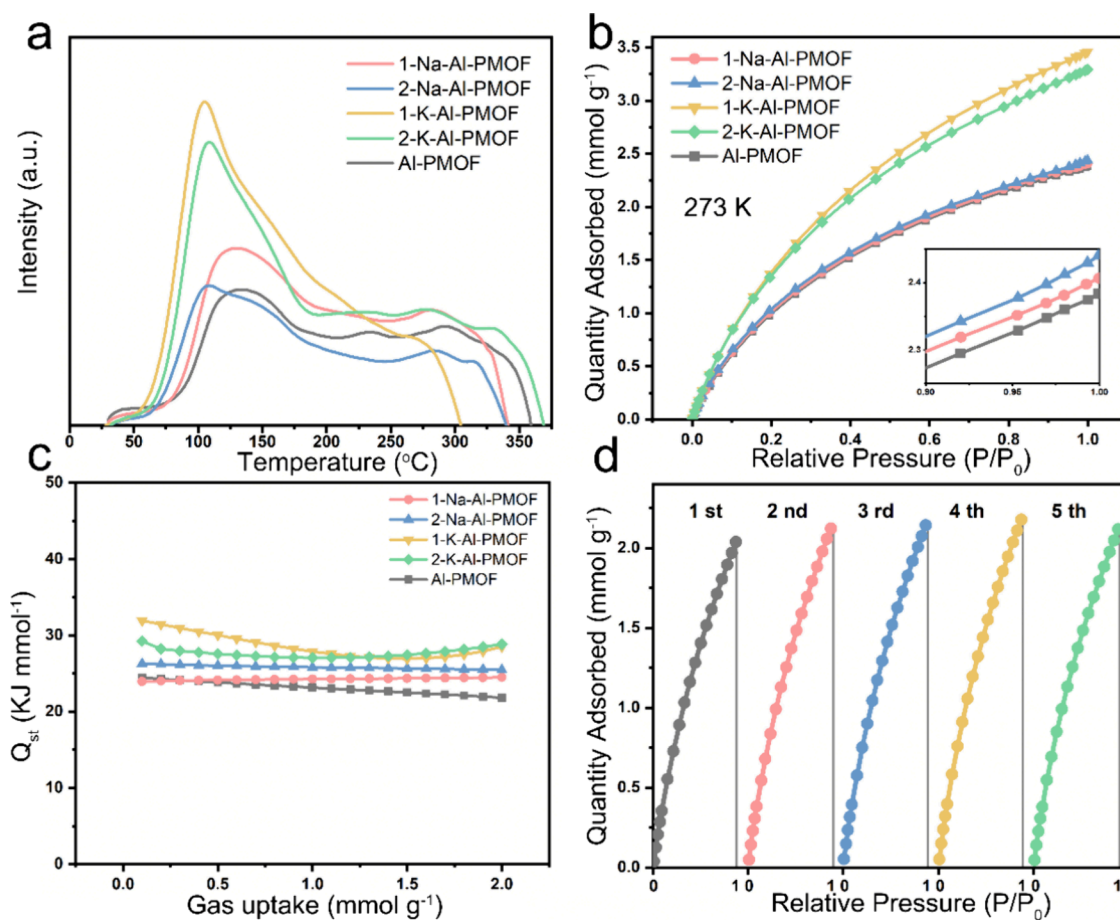 a
1-Na-Al-PMOF
2-Na-Al-PMOF
1-K-Al-PMOF
2-K-Al-PMOF
Al-PMOF
Intensity (a.u.)
0 50 100 150 200 250 300 350
Temperature (°C)
b
1-Na-Al-PMOF
2-Na-Al-PMOF
1-K-Al-PMOF
2-K-Al-PMOF
Al-PMOF
273 K
Quantity Adsorbed (mmol g⁻¹)
3.5
3.0
2.5
2.0
1.5
1.0
0.5
0.0
2.4
2.3
0.90 0.95 1.00
0.0 0.2 0.4 0.6 0.8 1.0
Relative Pressure (P/P₀)
c
1-Na-Al-PMOF
2-Na-Al-PMOF
1-K-Al-PMOF
2-K-Al-PMOF
Al-PMOF
Qst (KJ mmol⁻¹)
50
40
30
20
10
0
0.0 0.5 1.0 1.5 2.0
Gas uptake (mmol g⁻¹)
d
1 st 2 nd 3 rd 4 th 5 th
Quantity Adsorbed (mmol g⁻¹)
2.0
1.5
1.0
0.5
0.0
0 1 0 1 0 1 0 1 0 1
Relative Pressure (P/P₀)